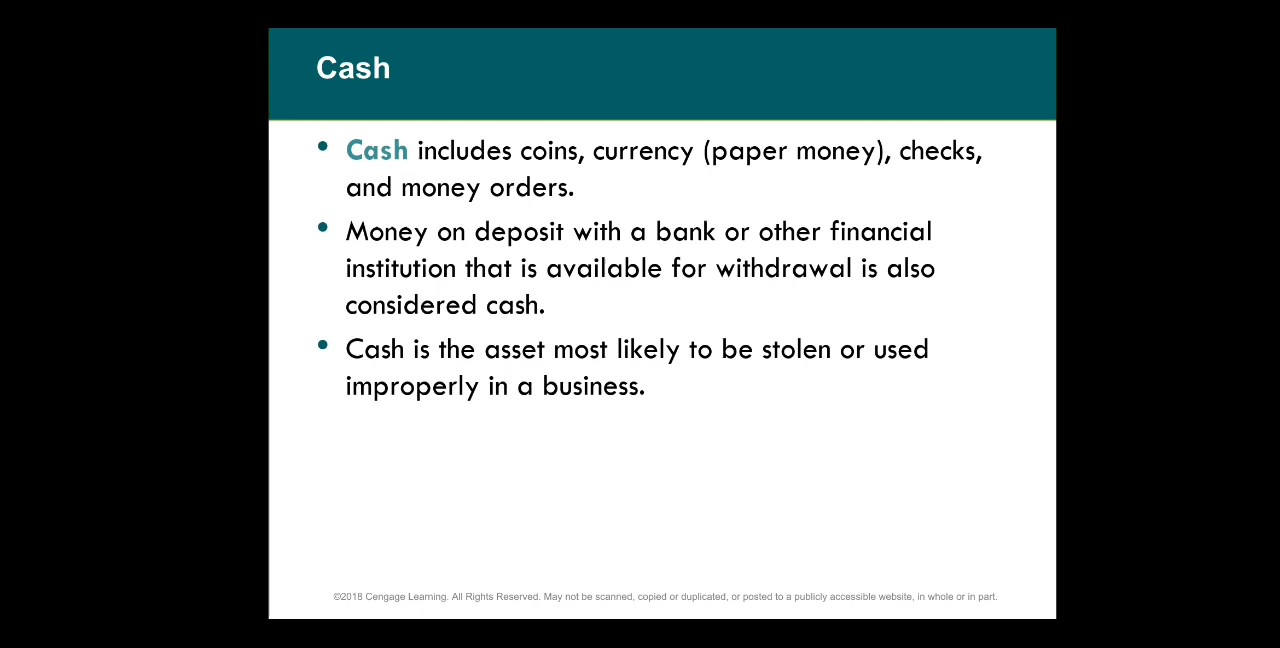 Cash
• Cash includes coins, currency (paper money), checks,
and money orders.
• Money on deposit with a bank or other financial
institution that is available for withdrawal is also
considered cash.
• Cash is the asset most likely to be stolen or used
improperly in a business.
©2018 Cengage Learning. All Rights Reserved. May not be scanned, copied or duplicated, or posted to a publicly accessible website, in whole or in part.